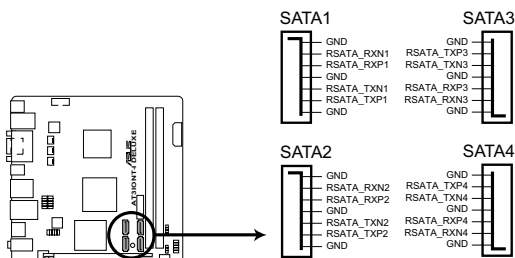 SATA1
GND
RSATA_RXN1
RSATA_RXP1
GND
RSATA_TXN1
RSATA_TXP1
GND
SATA3
GND
RSATA_TXP3
RSATA_TXN3
GND
RSATA_RXP3
RSATA_RXN3
GND
SATA2
GND
RSATA_RXN2
RSATA_RXP2
GND
RSATA_TXN2
RSATA_TXP2
GND
SATA4
GND
RSATA_TXP4
RSATA_TXN4
GND
RSATA_RXP4
RSATA_RXN4
GND
ASUS
AT3IONT-I DELUXE